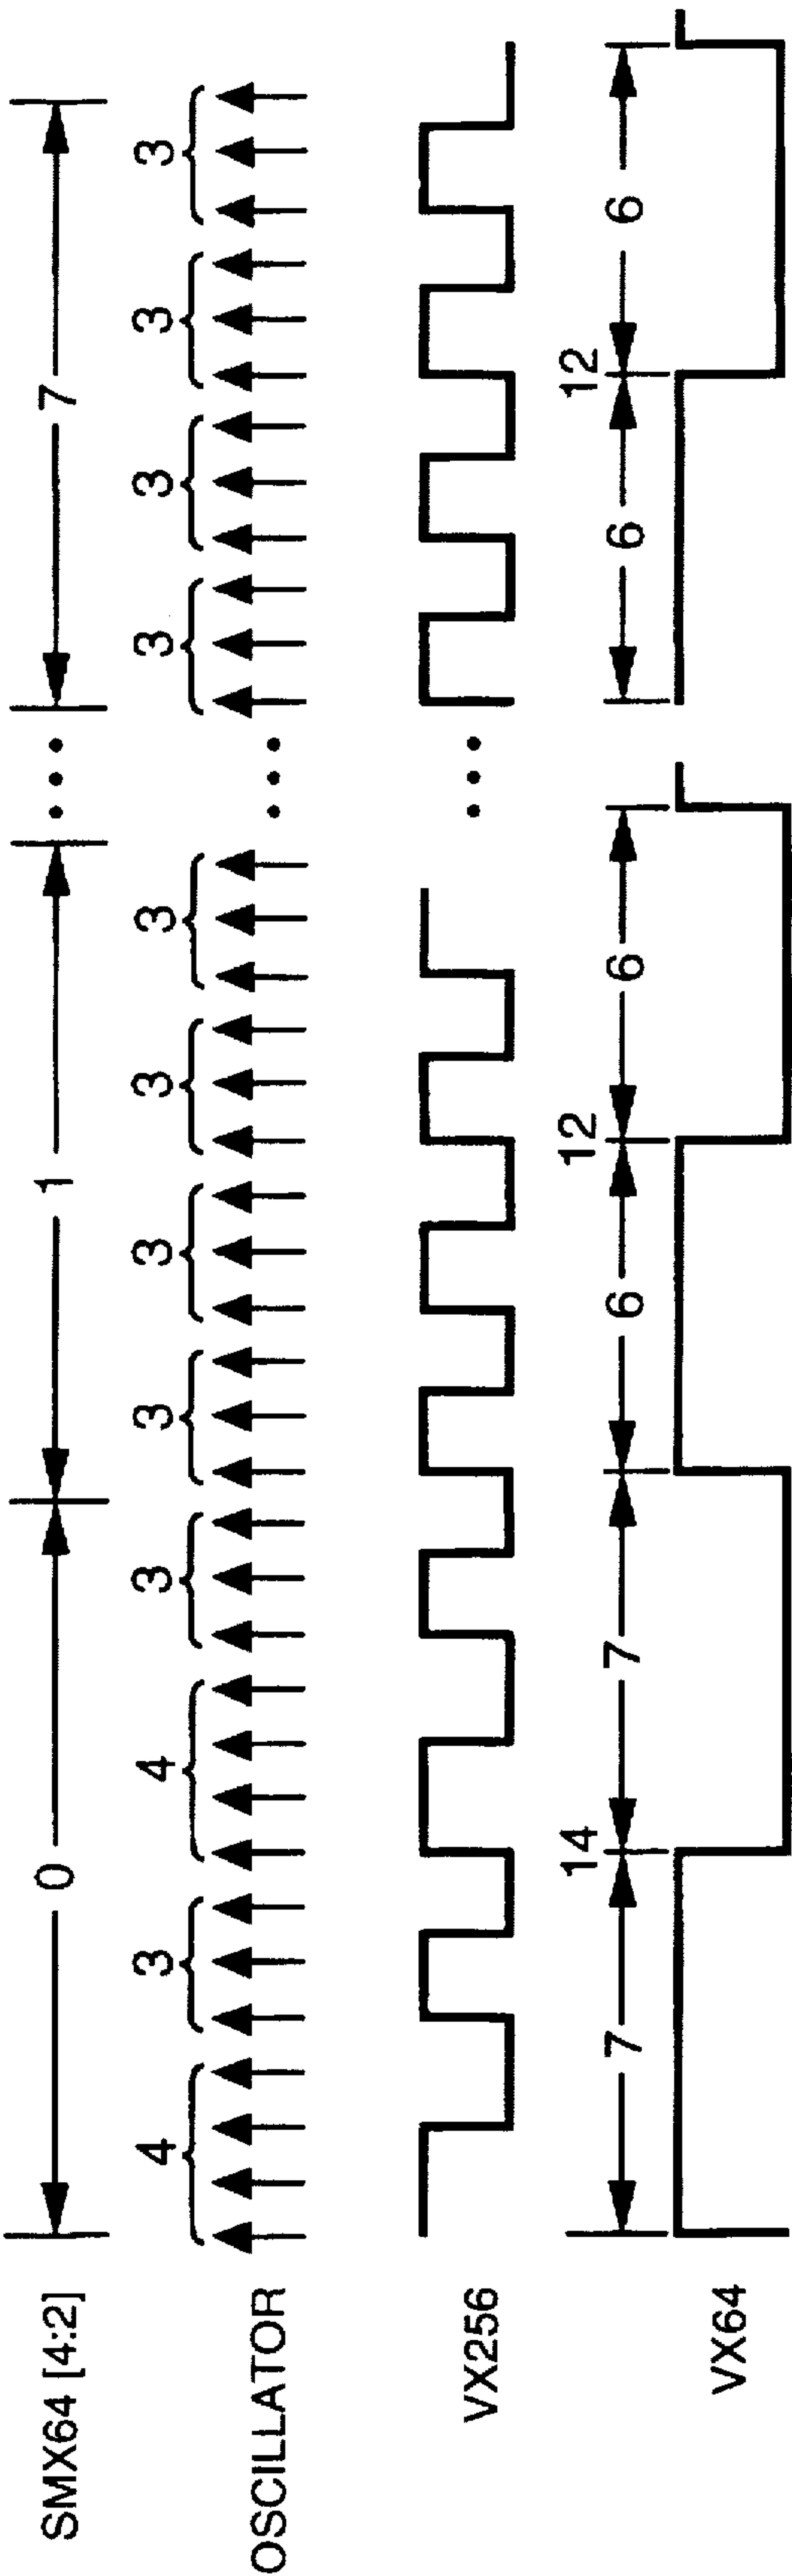 SMX64 [4:2] 0 1 ... 7
OSCILLATOR 4 3 4 3 3 3 3 3 ... 3 3 3 3
VX256 ...
14 12 12
VX64 7 7 6 6 6 6